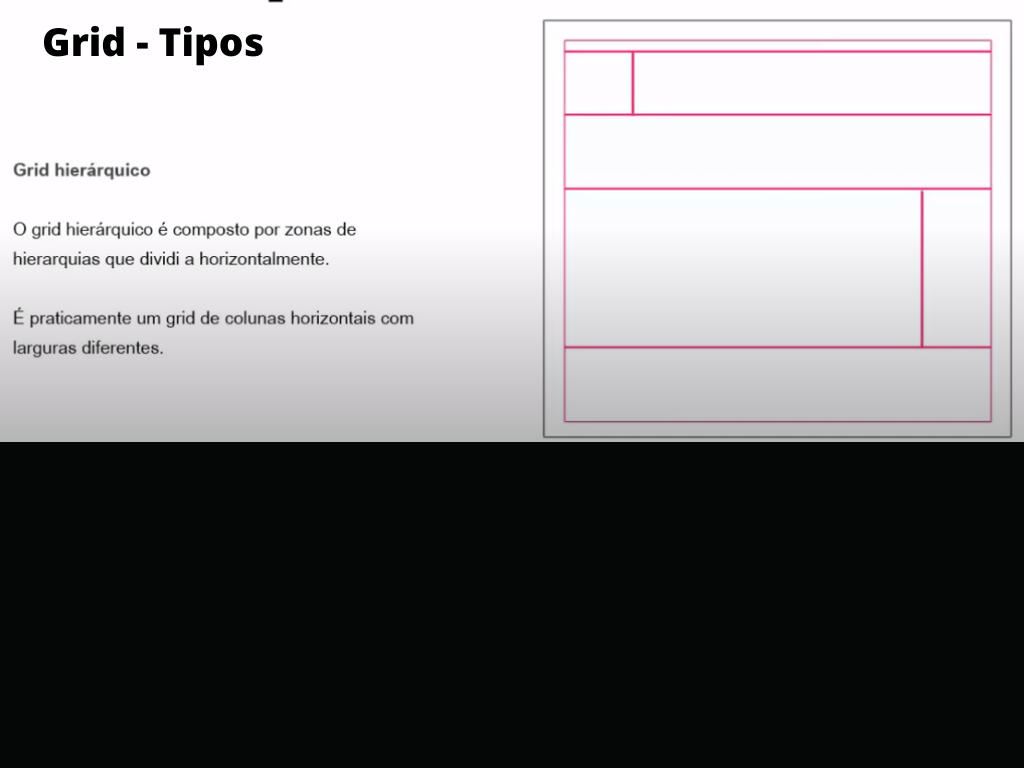 Grid - Tipos
Grid hierárquico
O grid hierárquico é composto por zonas de
hierarquias que dividi a horizontalmente.
É praticamente um grid de colunas horizontais com
larguras diferentes.